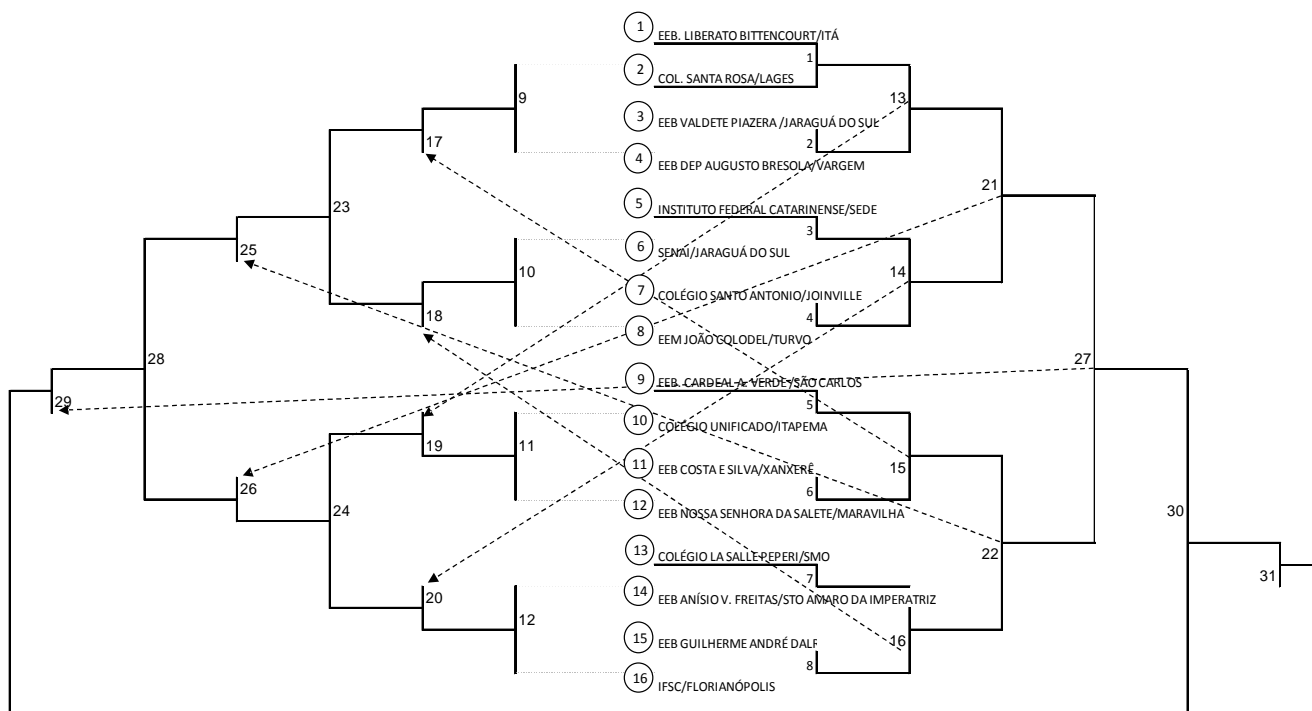 1 EEB. LIBERATO BITTENCOURT/ITÁ
1
2 COL. SANTA ROSA/LAGES
9
13
3 EEB VALDETE PIAZERA /JARAGUÁ DO SUL
17
2
4 EEB DEP AUGUSTO BRESOLA/VARGEM
21
5 INSTITUTO FEDERAL CATARINENSE/SEDE
23
3
6 SENAI/JARAGUÁ DO SUL
25
10
14
7 COLÉGIO SANTO ANTONIO/JOINVILLE
18
4
8 EEM JOÃO COLODEL/TURVO
28
27
9 EEB. CARDEAL A. VERDE/SÃO CARLOS
29
5
10 COLÉGIO UNIFICADO/ITAPEMA
19
11
15
11 EEB COSTA E SILVA/XANXERÊ
26
6
24
30
12 EEB NOSSA SENHORA DA SALETE/MARAVILHA
13 COLÉGIO LA SALLE PEPERI/SMO
22
7
31
14 EEB ANÍSIO V. FREITAS/STO AMARO DA IMPERATRIZ
20
12
15 EEB GUILHERME ANDRÉ
16
8
16 IFSC/FLORIANÓPOLIS